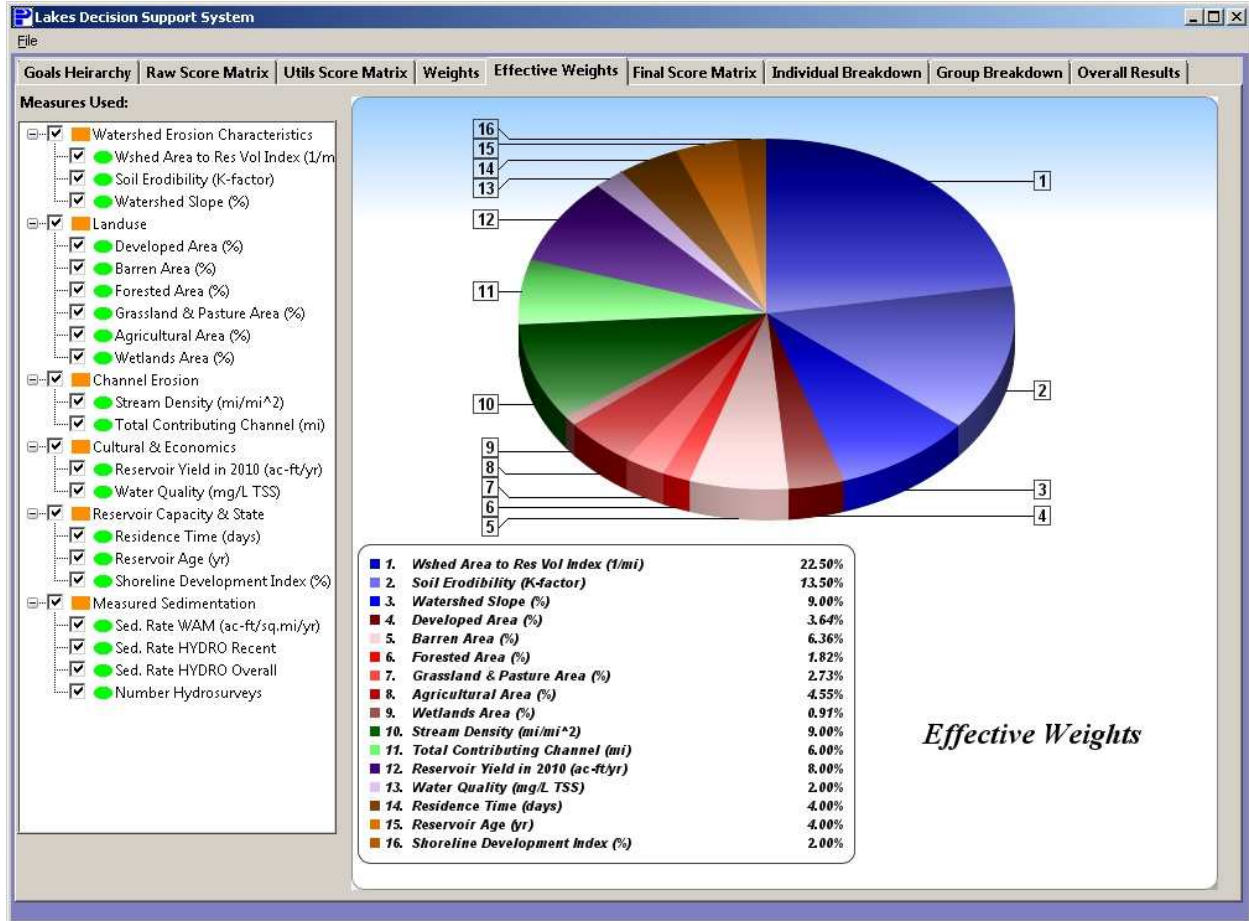 Lakes Decision Support System
File
Goals Heirarchy Raw Score Matrix Utils Score Matrix Weights Effective Weights Final Score Matrix Individual Breakdown Group Breakdown Overall Results
Measures Used:
Watershed Erosion Characteristics
Wshed Area to Res Vol Index (1/m
Soil Erodibility (K-factor)
Watershed Slope (%)
Landuse
Developed Area (%)
Barren Area (%)
Forested Area (%)
Grassland & Pasture Area (%)
Agricultural Area (%)
Wetlands Area (%)
Channel Erosion
Stream Density (mi/mi^2)
Total Contributing Channel (mi)
Cultural & Economics
Reservoir Yield in 2010 (ac-ft/yr)
Water Quality (mg/L TSS)
Reservoir Capacity & State
Residence Time (days)
Reservoir Age (yr)
Shoreline Development Index (%)
Measured Sedimentation
Sed. Rate WAM (ac-ft/sq.mi/yr)
Sed. Rate HYDRO Recent
Sed. Rate HYDRO Overall
Number Hydrosurveys
16
15
14
13
12
11
10
9
8
7
6
5
1
2
3
4
1. Wshed Area to Res Vol Index (1/mi) 22.50%
2. Soil Erodibility (K-factor) 13.50%
3. Watershed Slope (%) 9.00%
4. Developed Area (%) 3.64%
5. Barren Area (%) 6.36%
6. Forested Area (%) 1.82%
7. Grassland & Pasture Area (%) 2.73%
8. Agricultural Area (%) 4.55%
9. Wetlands Area (%) 0.91%
10. Stream Density (mi/mi^2) 9.00%
11. Total Contributing Channel (mi) 6.00%
12. Reservoir Yield in 2010 (ac-ft/yr) 8.00%
13. Water Quality (mg/L TSS) 2.00%
14. Residence Time (days) 4.00%
15. Reservoir Age (yr) 4.00%
16. Shoreline Development Index (%) 2.00%
Effective Weights